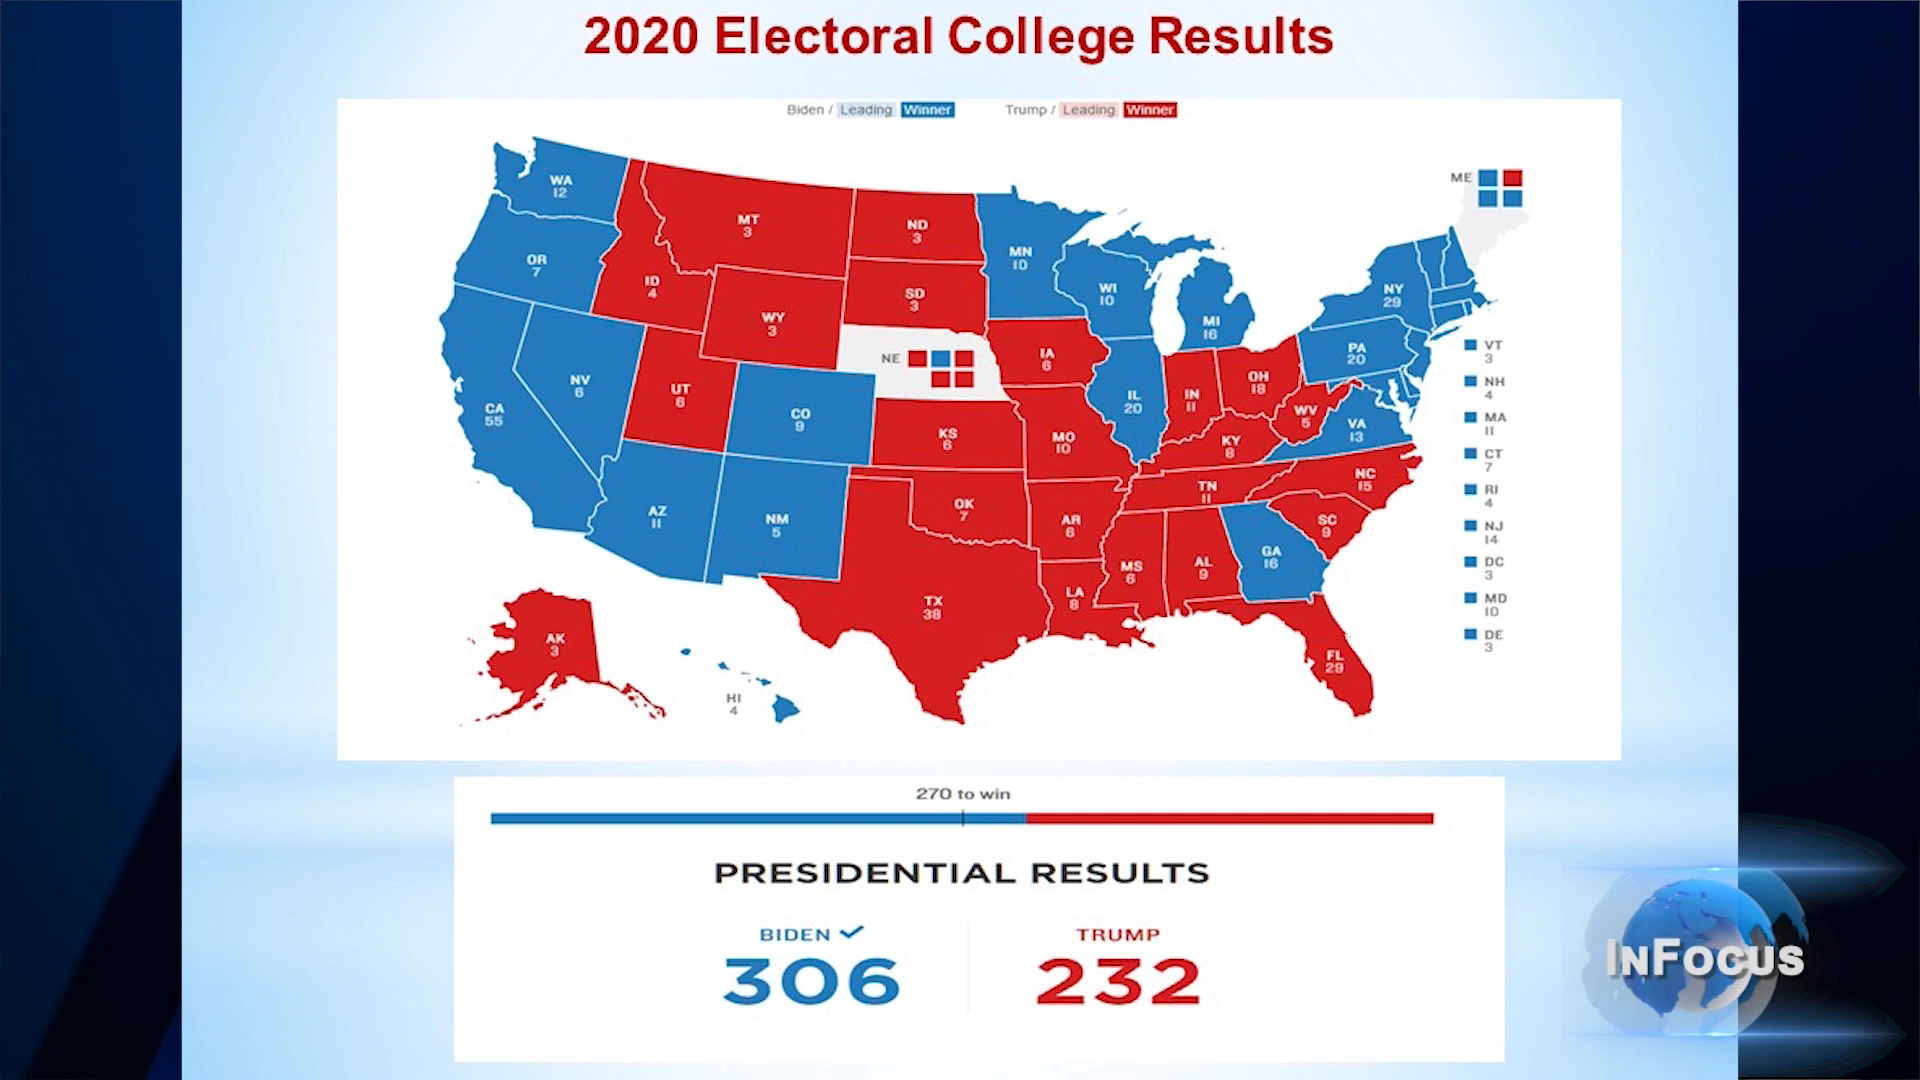 2020 Electoral College Results
Biden / Leading Winner
Trump / Leading Winner
WA
12
OR
7
CA
55
NV
6
ID
4
MT
3
WY
3
UT
6
AZ
11
CO
9
NM
5
ND
3
SD
3
NE
KS
6
OK
7
TX
38
MN
10
IA
6
MO
10
AR
6
LA
8
WI
10
IL
20
MI
16
IN
11
OH
18
KY
8
TN
11
MS
6
AL
9
GA
16
FL
29
SC
9
NC
15
VA
13
WV
5
PA
20
NY
29
ME
VT
3
NH
4
MA
11
CT
7
RI
4
NJ
14
DC
3
MD
10
DE
3
AK
3
HI
4
270 to win
PRESIDENTIAL RESULTS
BIDEN
306
TRUMP
232
INFOCUS